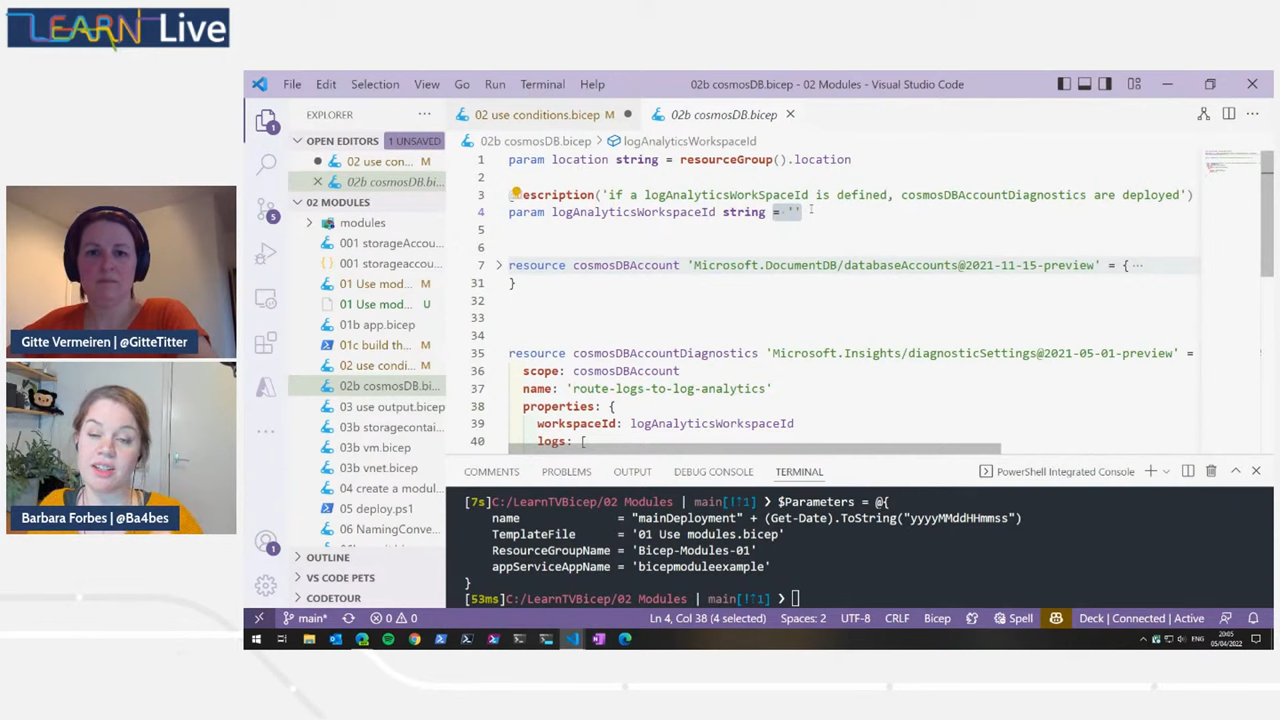 LEARN Live
File Edit Selection View Go Run Terminal Help
02b cosmosDB.bicep - 02 Modules - Visual Studio Code
EXPLORER
02 use conditions.bicep M
02b cosmosDB.bicep
OPEN EDITORS 1 UNSAVED
02 use con... M
02b cosmosDB.bi...
02 MODULES
modules
001 storageAccou...
001 storageaccou...
01 Use mod... M
01 Use mod... U
01b app.bicep
01c build th... M
02 use condi... M
02b cosmosDB.bi...
03 use output.bicep
03b storagecontai...
03b vm.bicep
03b vnet.bicep
04 create a modul...
05 deploy.ps1
06 NamingConve...
OUTLINE
VS CODE PETS
CODETOUR
02b cosmosDB.bicep > logAnalyticsWorkspaceId
1 param location string = resourceGroup().location
2
3 escription('if a logAnalyticsWorkSpaceId is defined, cosmosDBAccountDiagnostics are deployed')
4 param logAnalyticsWorkspaceId string = ''
5
6
7 resource cosmosDBAccount 'Microsoft.DocumentDB/databaseAccounts@2021-11-15-preview' = { ...
31 }
32
33
34
35 resource cosmosDBAccountDiagnostics 'Microsoft.Insights/diagnosticSettings@2021-05-01-preview' =
36 scope: cosmosDBAccount
37 name: 'route-logs-to-log-analytics'
38 properties: {
39 workspaceId: logAnalyticsWorkspaceId
40 logs: [
COMMENTS PROBLEMS OUTPUT DEBUG CONSOLE TERMINAL
PowerShell Integrated Console
[7s]C:/LearnTVBicep/02 Modules | main[!⇡1] ❯ $Parameters = @{
name = "mainDeployment" + (Get-Date).ToString("yyyyMMddHHmmss")
TemplateFile = '01 Use modules.bicep'
ResourceGroupName = 'Bicep-Modules-01'
appServiceAppName = 'bicepmoduleexample'
}
[53ms]C:/LearnTVBicep/02 Modules | main[!⇡1] ❯
main* 0 0
Ln 4, Col 38 (4 selected) Spaces: 2 UTF-8 CRLF Bicep Spell Deck | Connected | Active
ENG
20:05
05/04/2022
Gitte Vermeiren | @GitteTitter
Barbara Forbes | @Ba4bes